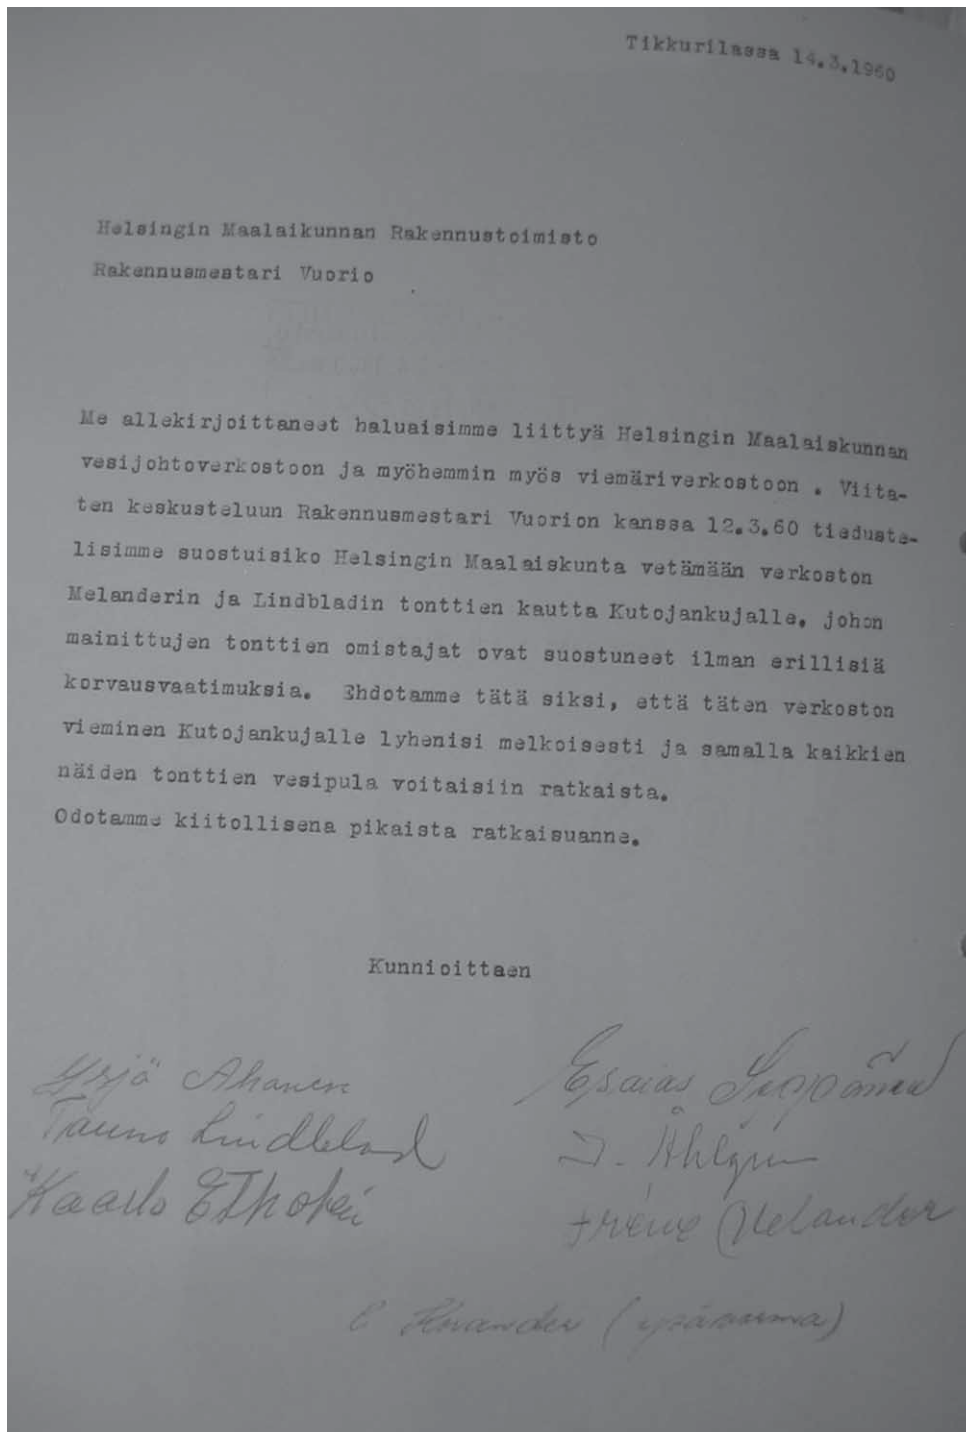 Tikkurilassa 14.3.1960
Helsingin Maalaikunnan Rakennustoimisto
Rakennusmestari Vuorio
Me allekirjoittaneet haluaisimme liittyä Helsingin Maalaiskunnan
vesijohtoverkostoon ja myöhemmin myös viemäriverkostoon . Viita-
ten keskusteluun Rakennusmestari Vuorion kanssa 12.3.60 tieduste-
lisimme suostuisiko Helsingin Maalaiskunta vetämään verkoston
Melanderin ja Lindbladin tonttien kautta Kutojankujalle. johon
mainittujen tonttien omistajat ovat suostuneet ilman erillisiä
korvausvaatimuksia. Ehdotamme tätä siksi, että täten verkoston
vieminen Kutojankujalle lyhenisi melkoisesti ja samalla kaikkien
näiden tonttien vesipula voitaisiin ratkaista.
Odotamme kiitollisena pikaista ratkaisuanne.
Kunnioittaen
Yrjö Ahanen
Esaias Seppänen
Tauno Lindblad
J. Åhlgren
Kaarlo
Irene Melander